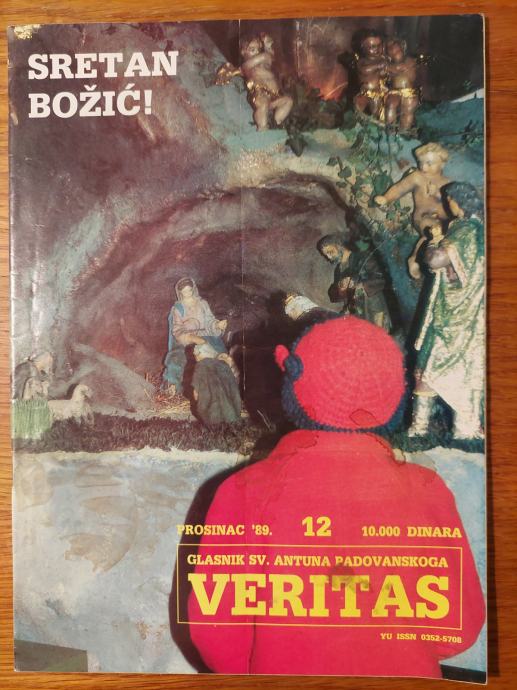 SRETAN
BOŽIĆ!
PROSINAC '89. 12 10.000 DINARA
GLASNIK SV. ANTUNA PADOVANSKOGA
VERITAS
YU ISSN 0352-5708